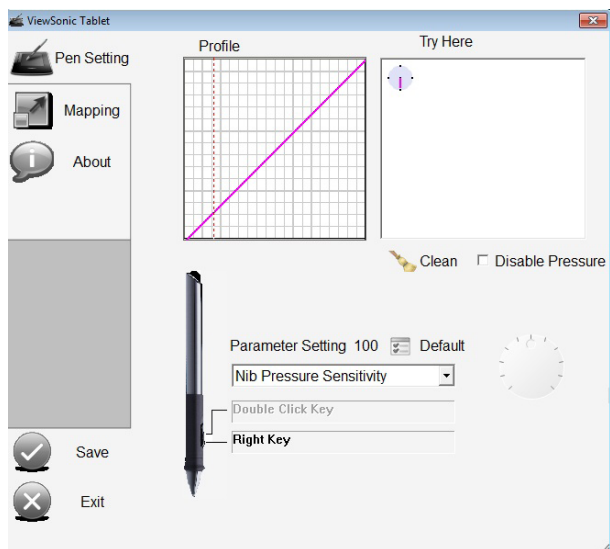 ViewSonic Tablet
Pen Setting
Mapping
About
Profile
Try Here
Clean
Disable Pressure
Parameter Setting 100
Default
Nib Pressure Sensitivity
Double Click Key
Right Key
Save
Exit